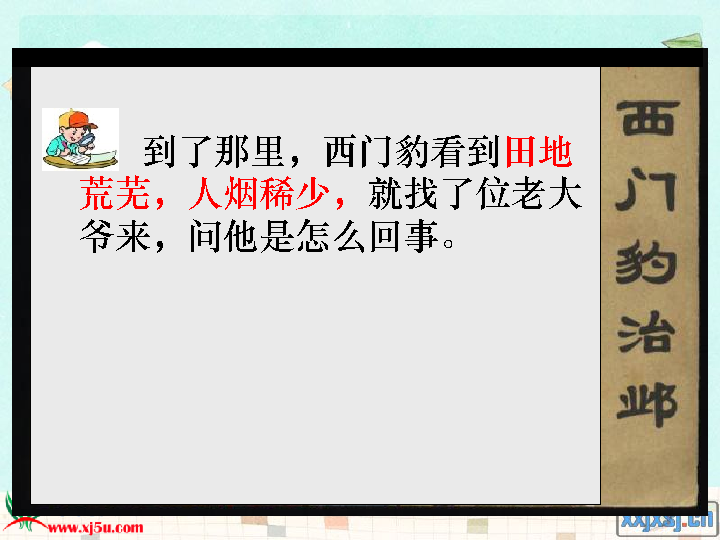 到了那里，西门豹看到田地
荒芜，人烟稀少，就找了位老大
爷来，问他是怎么回事。
西门豹治邺
www.xj5u.com
xxjxsj.cn